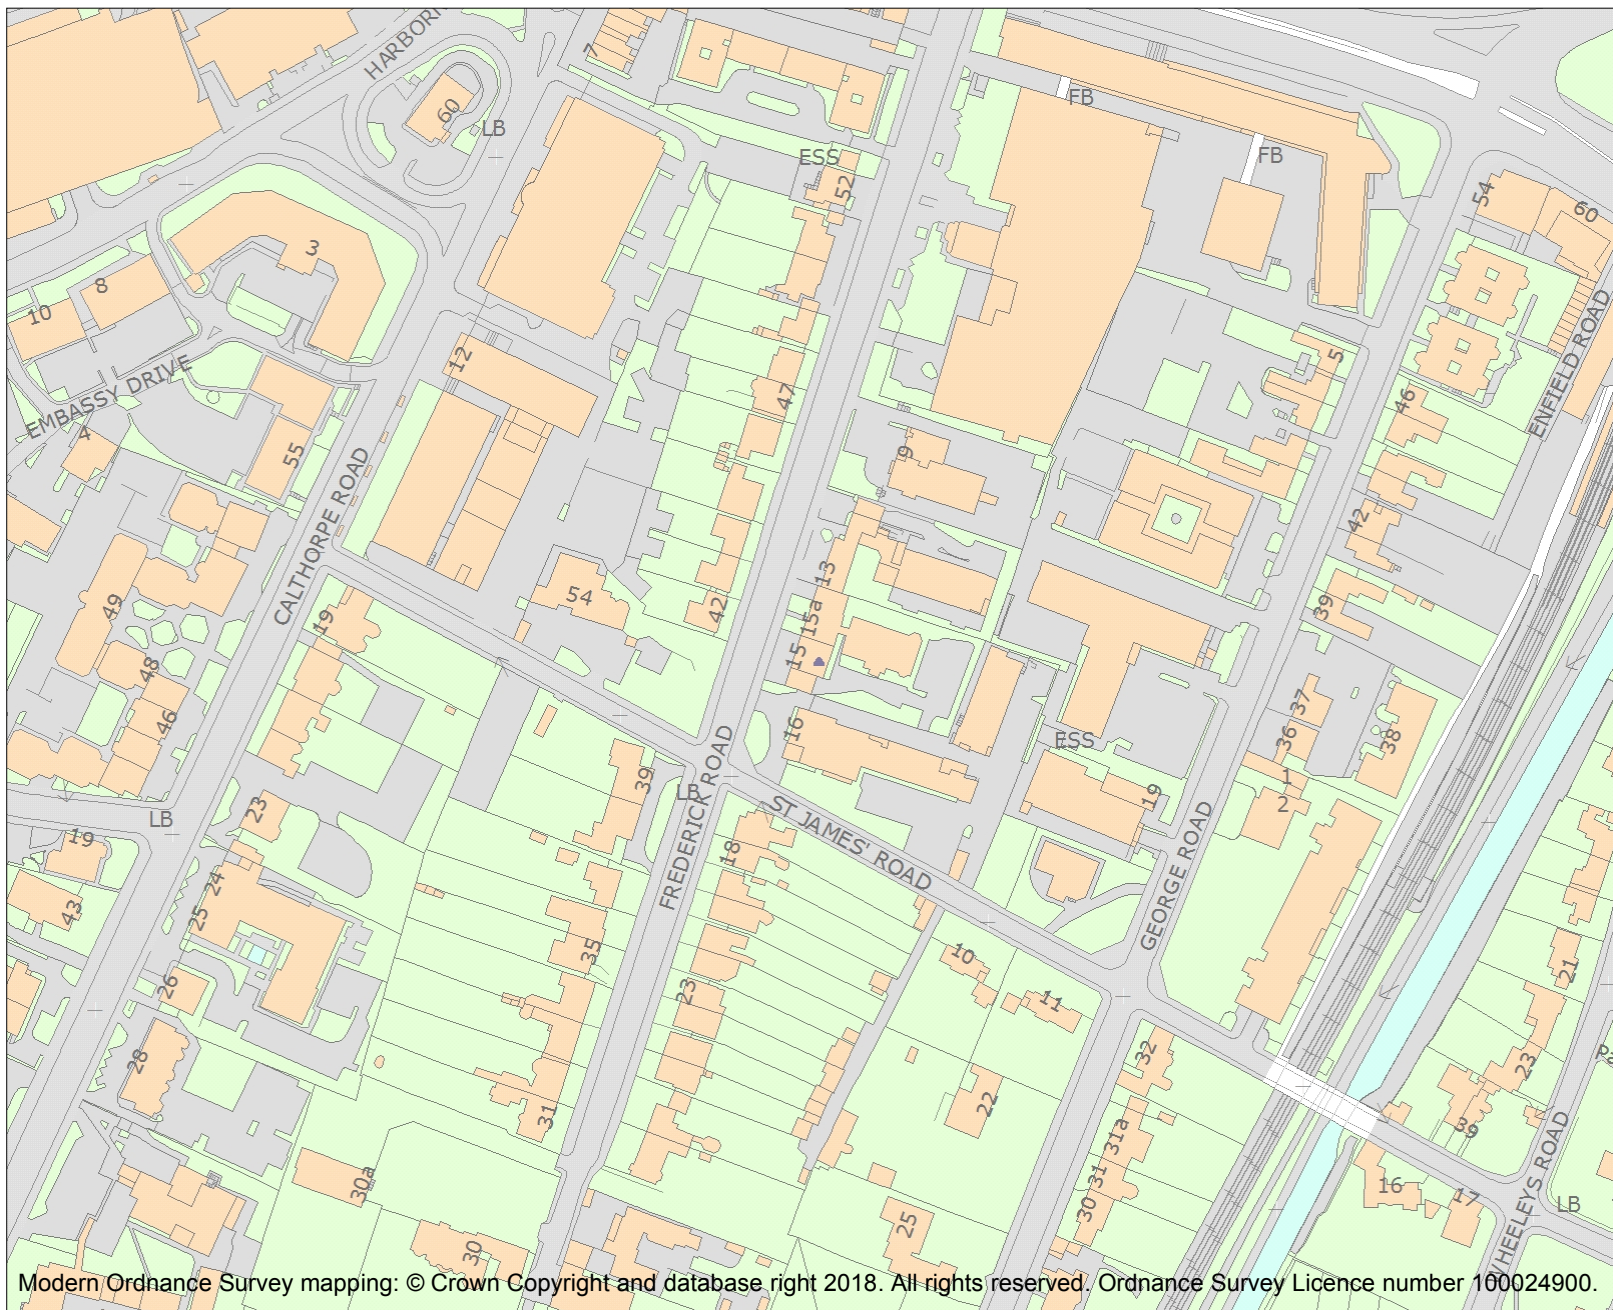 HARBORN
7
60
LB
FB
FB
ESS
52
54
60
3
8
10
12
5
47
46
ENFIELD ROAD
EMBASSY DRIVE
4
55
9
CALTHORPE ROAD
42
13
54
42
15a
49
19
39
15
48
37
46
16
36
38
ESS
39
1
2
LB
FREDERICK ROAD
19
23
LB
ST JAMES' ROAD
GEORGE ROAD
19
18
24
43
25
35
10
21
26
23
11
28
32
23
22
31
31a
39
WHEELEYS ROAD
30a
31
16
17
LB
30
25
30
Modern Ordnance Survey mapping: © Crown Copyright and database right 2018. All rights reserved. Ordnance Survey Licence number 100024900.